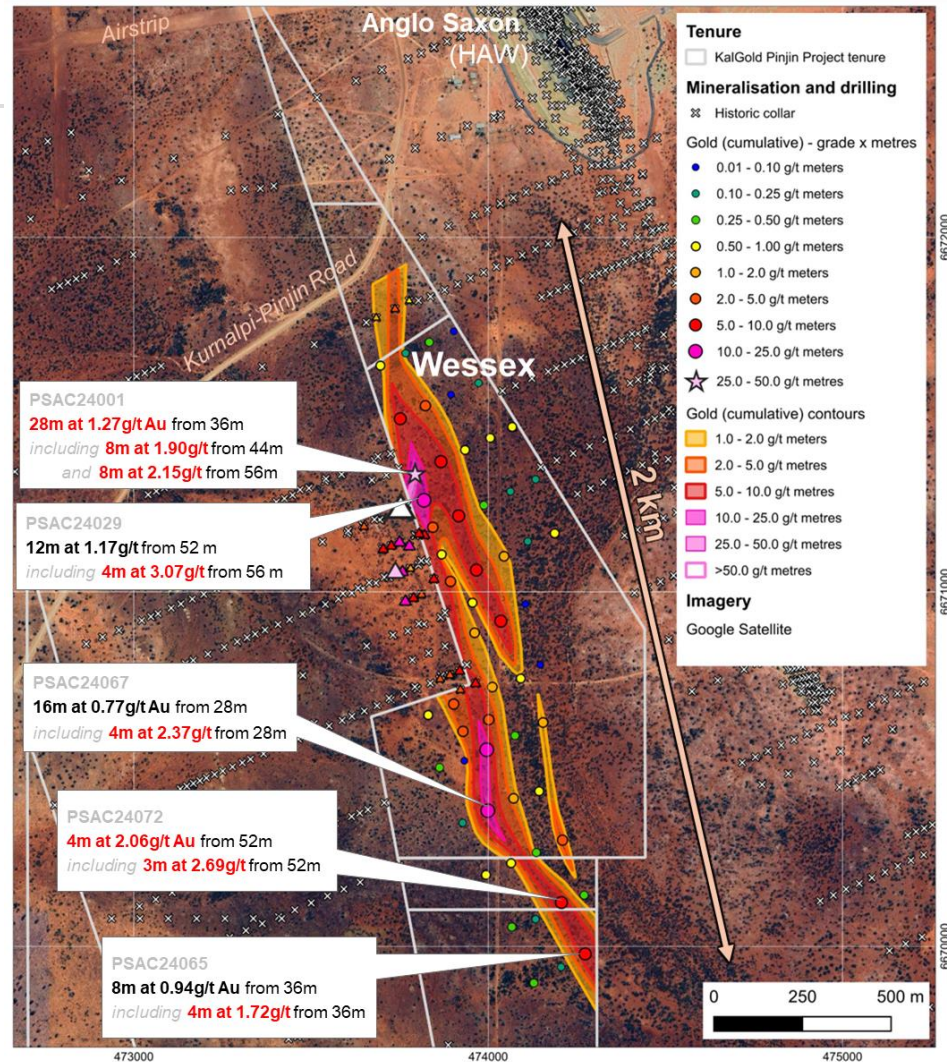 Airstrip
Anglo Saxon
(HAW)
Kurnalpi-Pinjin Road
Wessex
2 km
PSAC24001
28m at 1.27g/t Au from 36m
including 8m at 1.90g/t from 44m
and 8m at 2.15g/t from 56m
PSAC24029
12m at 1.17g/t from 52 m
including 4m at 3.07g/t from 56 m
PSAC24067
16m at 0.77g/t Au from 28m
including 4m at 2.37g/t from 28m
PSAC24072
4m at 2.06g/t Au from 52m
including 3m at 2.69g/t from 52m
PSAC24065
8m at 0.94g/t Au from 36m
including 4m at 1.72g/t from 36m
Tenure
KalGold Pinjin Project tenure
Mineralisation and drilling
Historic collar
Gold (cumulative) - grade x metres
0.01 - 0.10 g/t meters
0.10 - 0.25 g/t meters
0.25 - 0.50 g/t meters
0.50 - 1.00 g/t meters
1.0 - 2.0 g/t meters
2.0 - 5.0 g/t meters
5.0 - 10.0 g/t meters
10.0 - 25.0 g/t meters
25.0 - 50.0 g/t metres
Gold (cumulative) contours
1.0 - 2.0 g/t meters
2.0 - 5.0 g/t meters
5.0 - 10.0 g/t metres
10.0 - 25.0 g/t metres
25.0 - 50.0 g/t metres
>50.0 g/t metres
Imagery
Google Satellite
6672000
6671000
6670000
0 250 500 m
473000 474000 475000